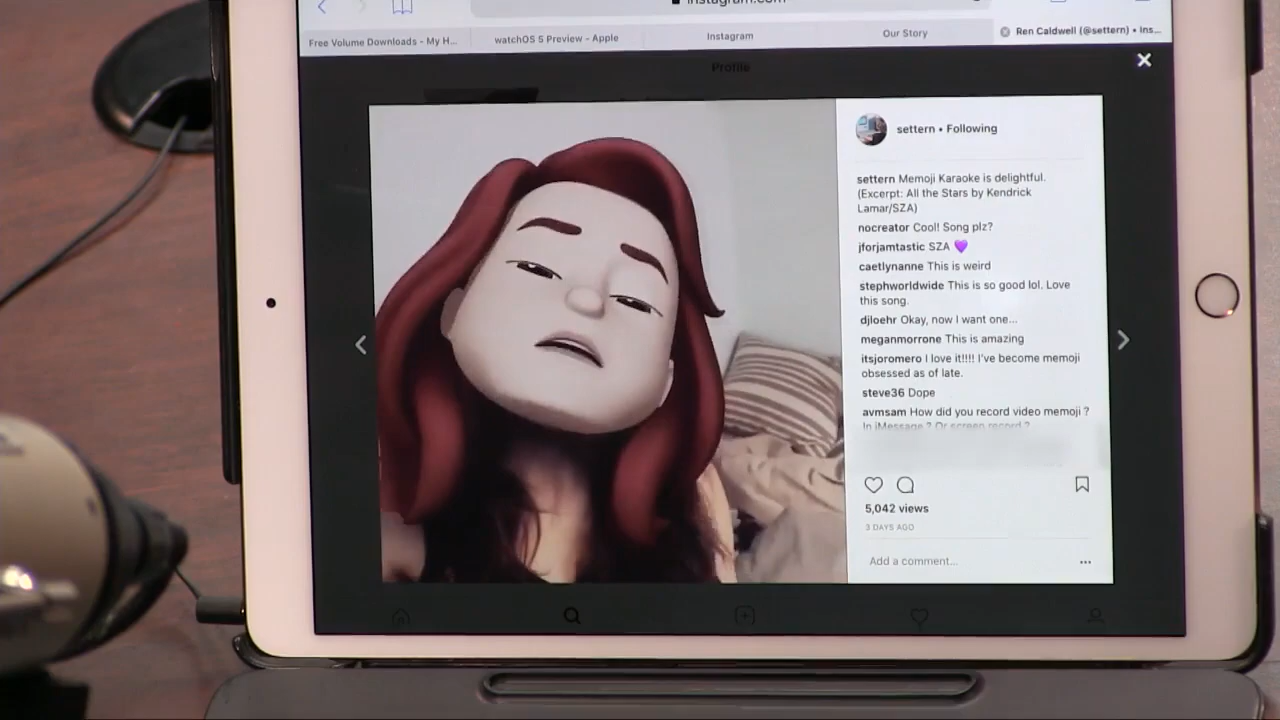 instagram.com
Free Volume Downloads - My H...
watchOS 5 Preview - Apple
Instagram
Our Story
Ren Caldwell (@settern) • Ins...
Profile
settern • Following
settern Memoji Karaoke is delightful.
(Excerpt: All the Stars by Kendrick
Lamar/SZA)
nocreator Cool! Song plz?
jforjamtastic SZA 💜
caetlynanne This is weird
stephworldwide This is so good lol. Love
this song.
djloehr Okay, now I want one...
meganmorrone This is amazing
itsjoromero I love it!!!! I've become memoji
obsessed as of late.
steve36 Dope
avmsam How did you record video memoji ?
In iMessage ? Or screen record ?
5,042 views
3 DAYS AGO
Add a comment...